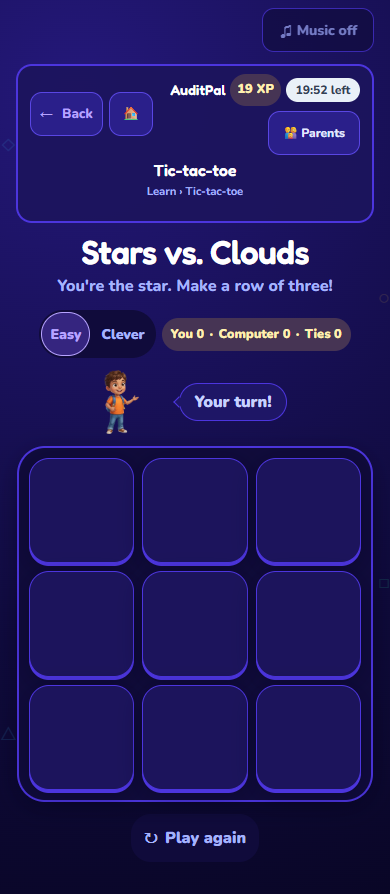 ♫ Music off
← Back
AuditPal
19 XP
19:52 left
Parents
Tic-tac-toe
Learn › Tic-tac-toe
Stars vs. Clouds
You're the star. Make a row of three!
Easy
Clever
You 0 · Computer 0 · Ties 0
Your turn!
↻ Play again